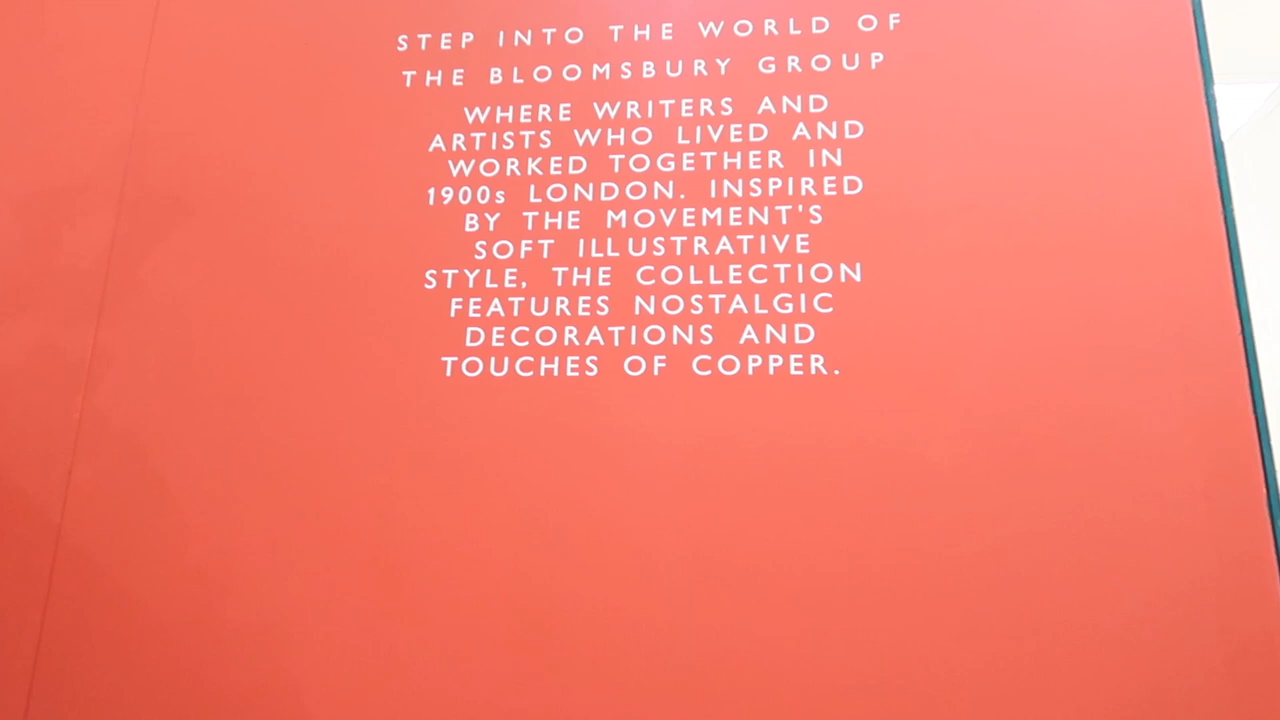 STEP INTO THE WORLD OF
THE BLOOMSBURY GROUP
WHERE WRITERS AND
ARTISTS WHO LIVED AND
WORKED TOGETHER IN
1900s LONDON. INSPIRED
BY THE MOVEMENT'S
SOFT ILLUSTRATIVE
STYLE, THE COLLECTION
FEATURES NOSTALGIC
DECORATIONS AND
TOUCHES OF COPPER.